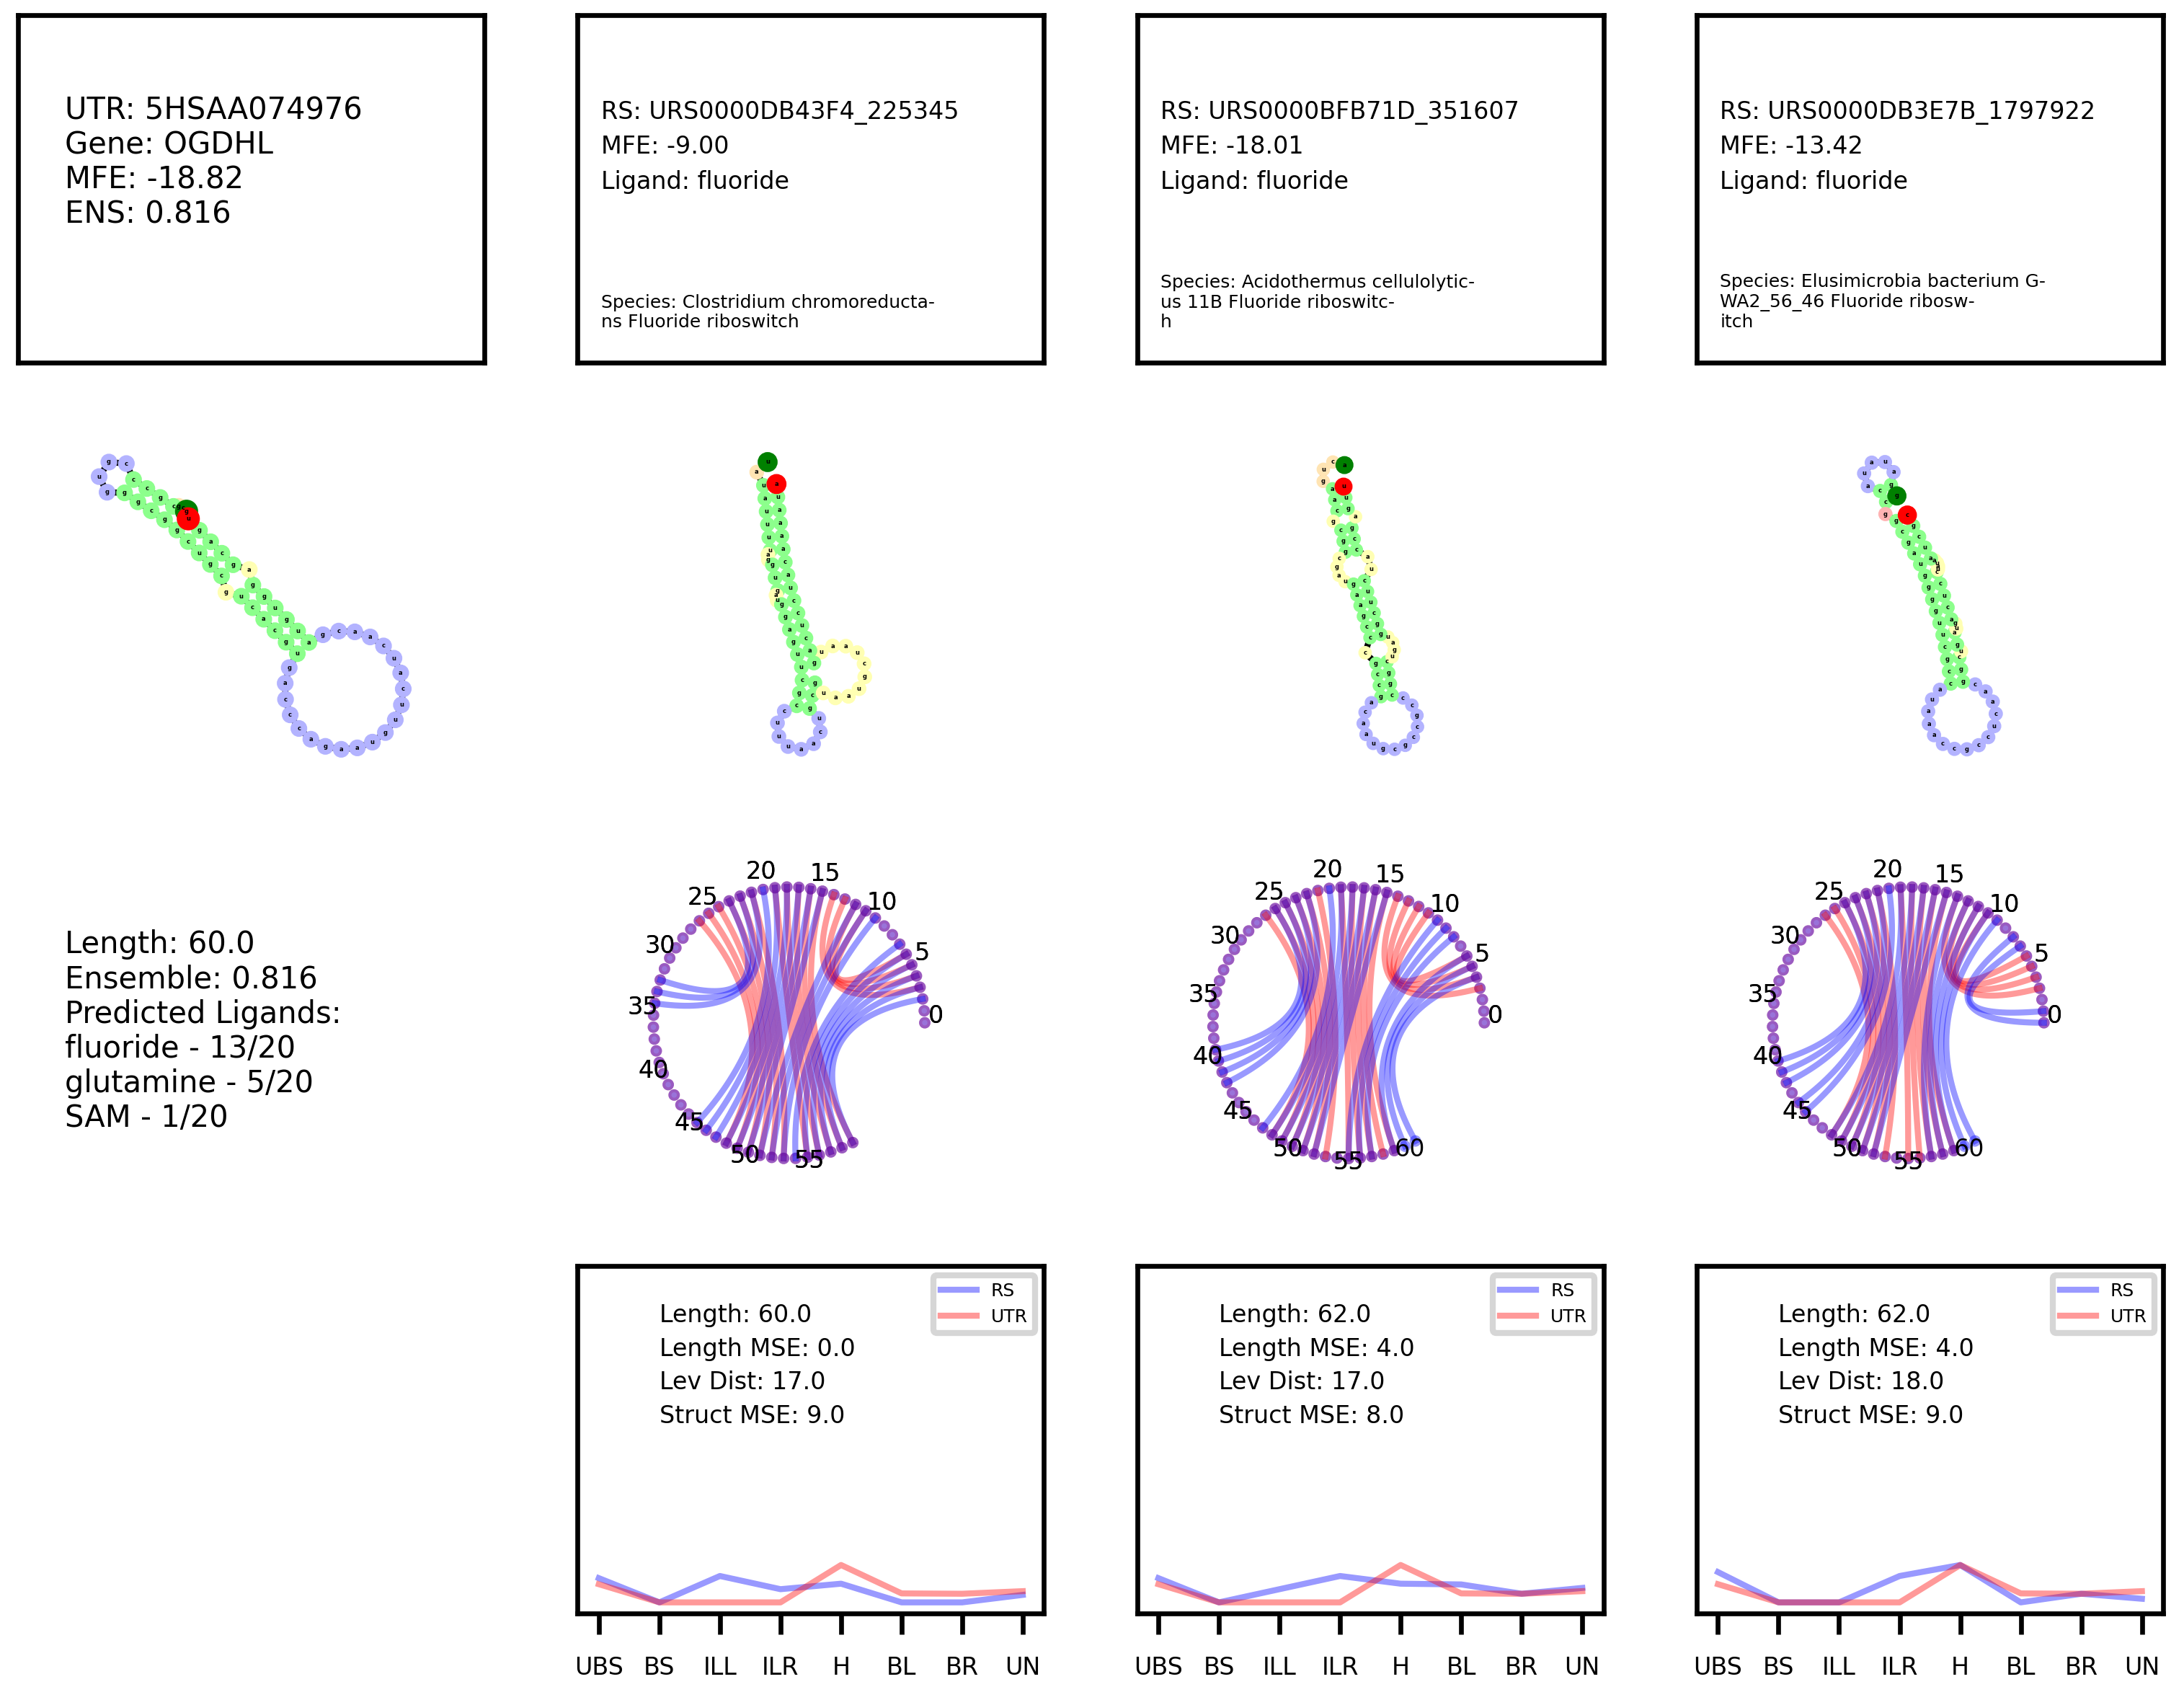 UTR: 5HSAA074976
Gene: OGDHL
MFE: -18.82
ENS: 0.816
RS: URS0000DB43F4_225345
MFE: -9.00
Ligand: fluoride
Species: Clostridium chromoreducta-
ns Fluoride riboswitch
RS: URS0000BFB71D_351607
MFE: -18.01
Ligand: fluoride
Species: Acidothermus cellulolytic-
us 11B Fluoride riboswitc-
h
RS: URS0000DB3E7B_1797922
MFE: -13.42
Ligand: fluoride
Species: Elusimicrobia bacterium G-
WA2_56_46 Fluoride ribosw-
itch
Length: 60.0
Ensemble: 0.816
Predicted Ligands:
fluoride - 13/20
glutamine - 5/20
SAM - 1/20
0
5
10
15
20
25
30
35
40
45
50
55
0
5
10
15
20
25
30
35
40
45
50
55
60
0
5
10
15
20
25
30
35
40
45
50
55
60
Length: 60.0
Length MSE: 0.0
Lev Dist: 17.0
Struct MSE: 9.0
RS
UTR
UBS BS ILL ILR H BL BR UN
Length: 62.0
Length MSE: 4.0
Lev Dist: 17.0
Struct MSE: 8.0
RS
UTR
UBS BS ILL ILR H BL BR UN
Length: 62.0
Length MSE: 4.0
Lev Dist: 18.0
Struct MSE: 9.0
RS
UTR
UBS BS ILL ILR H BL BR UN